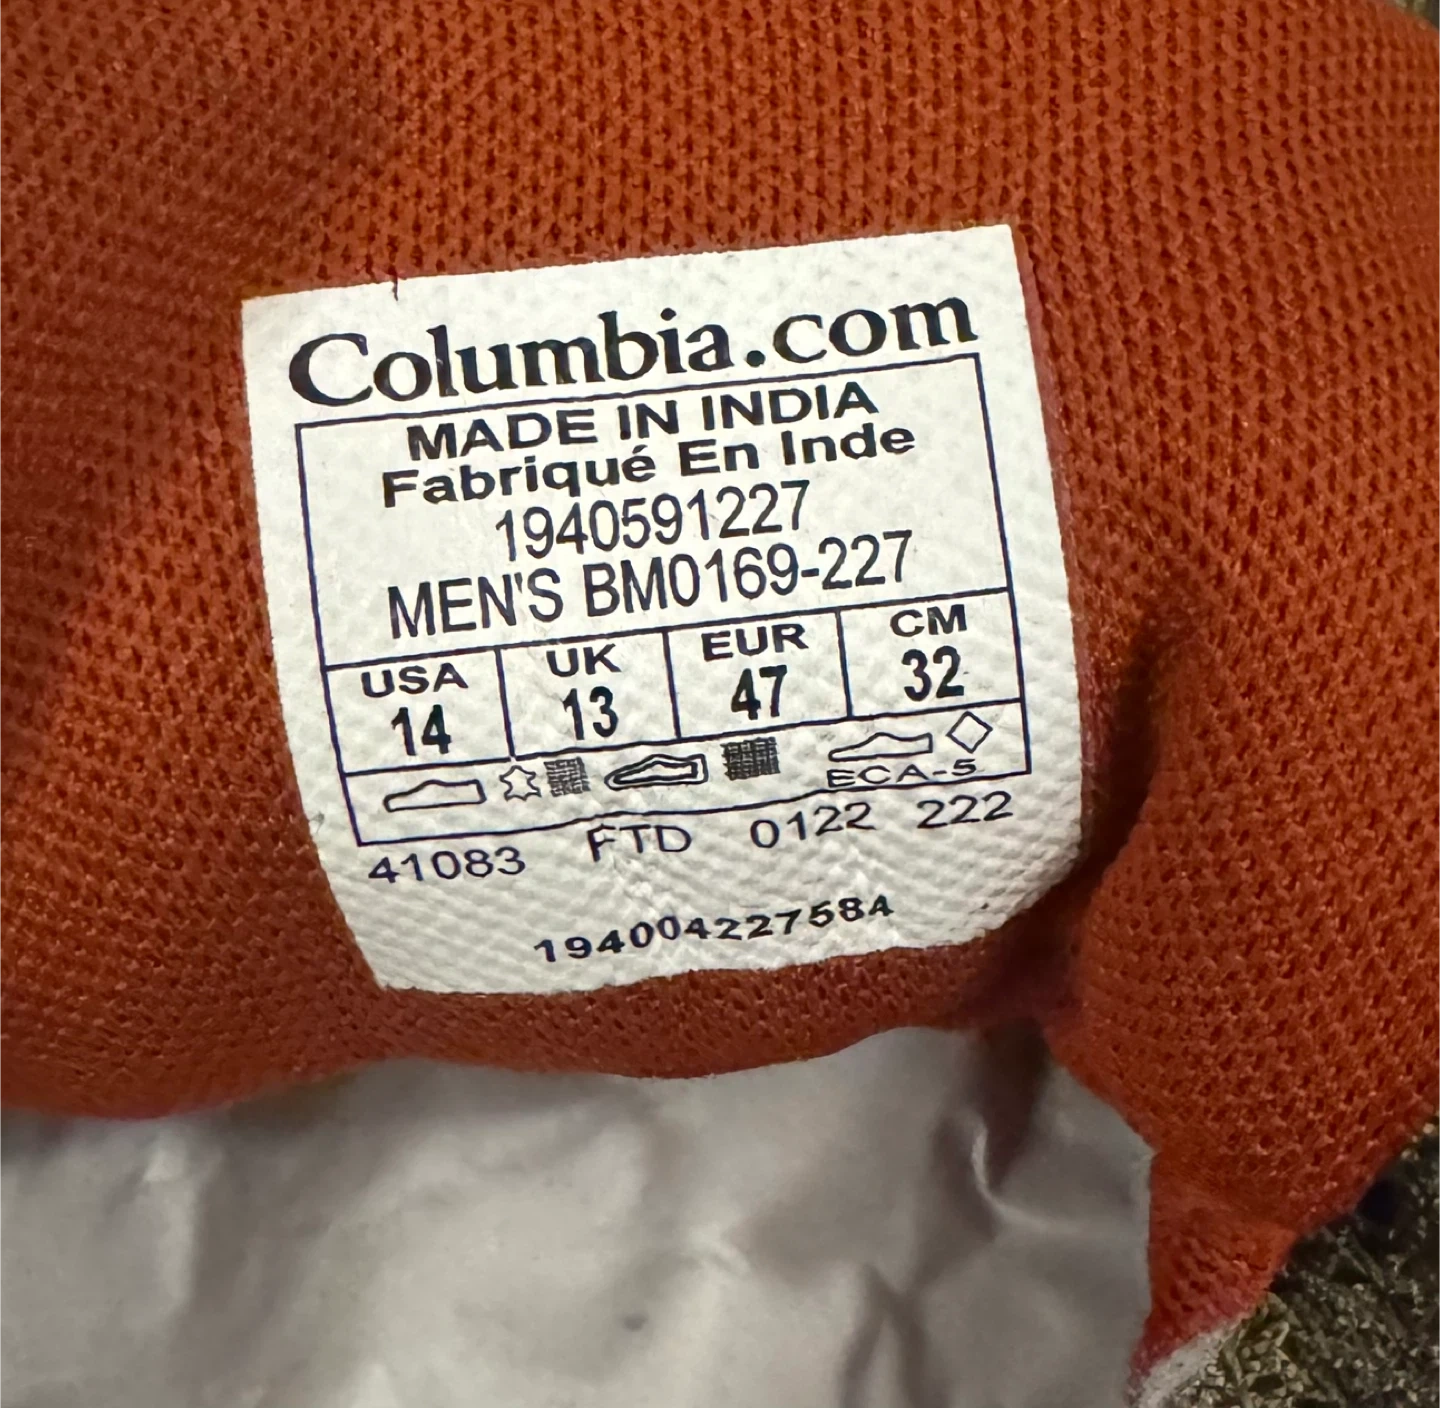 Columbia.com
MADE IN INDIA
Fabriqué En Inde
1940591227
MEN'S BM0169-227
USA UK EUR CM
14 13 47 32
ECA-5
41083 FTD 0122 222
194004227584